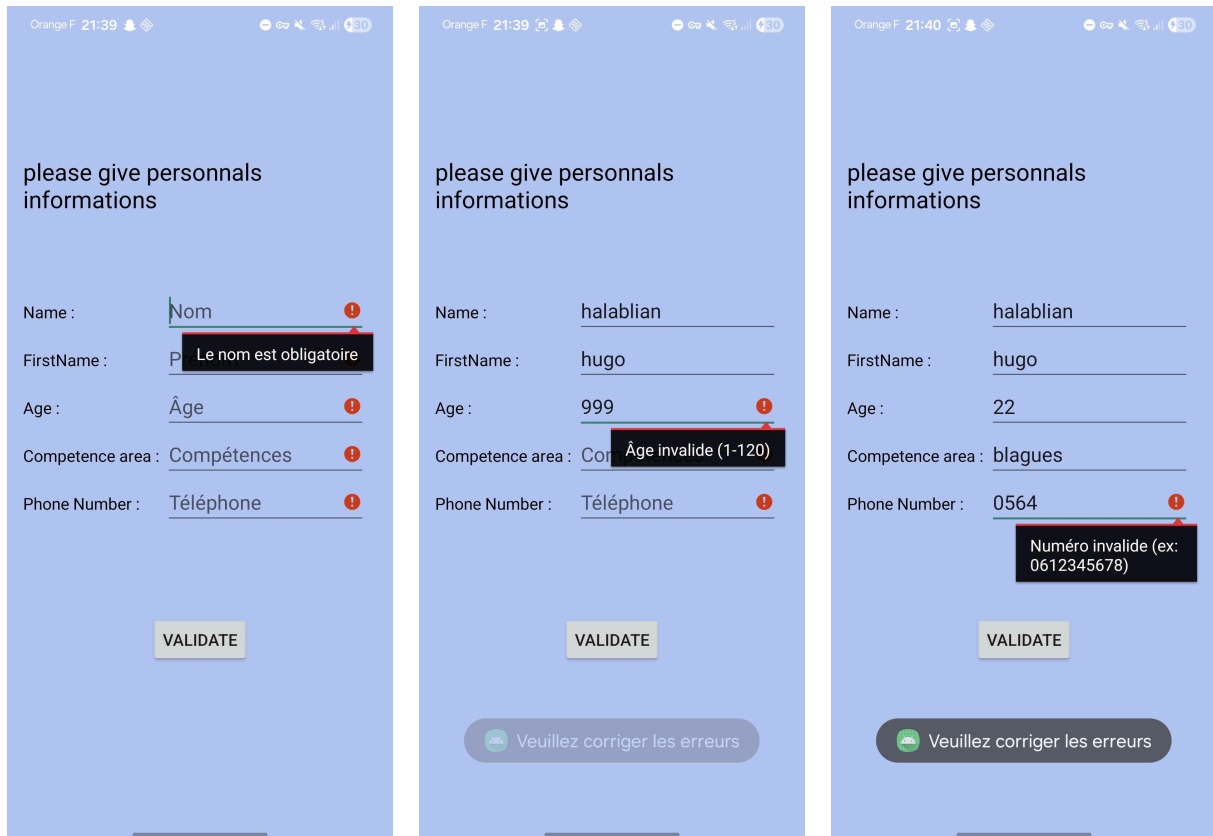 Orange F 21:39
30
please give personnals
informations
Name :
Nom
Le nom est obligatoire
FirstName :
Age :
Âge
Competence area :
Compétences
Phone Number :
Téléphone
VALIDATE
Orange F 21:39
30
please give personnals
informations
Name :
halablian
FirstName :
hugo
Age :
999
Âge invalide (1-120)
Competence area :
Phone Number :
Téléphone
VALIDATE
Veuillez corriger les erreurs
Orange F 21:40
30
please give personnals
informations
Name :
halablian
FirstName :
hugo
Age :
22
Competence area :
blagues
Phone Number :
0564
Numéro invalide (ex:
0612345678)
VALIDATE
Veuillez corriger les erreurs